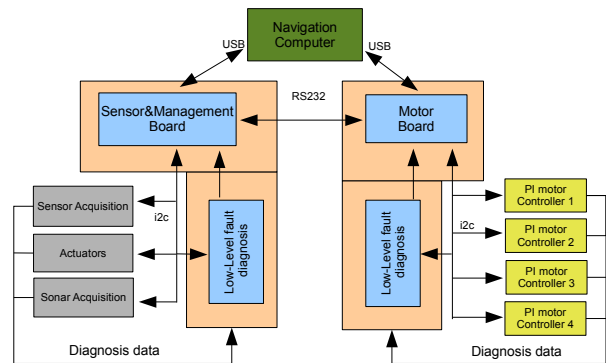 Navigation
Computer
USB
USB
Sensor&Management
Board
RS232
Motor
Board
Sensor Acquisition
Actuators
Sonar Acquisition
i2c
Low-Level fault
diagnosis
Low-Level fault
diagnosis
i2c
PI motor
Controller 1
PI motor
Controller 2
PI motor
Controller 3
PI motor
Controller 4
Diagnosis data
Diagnosis data